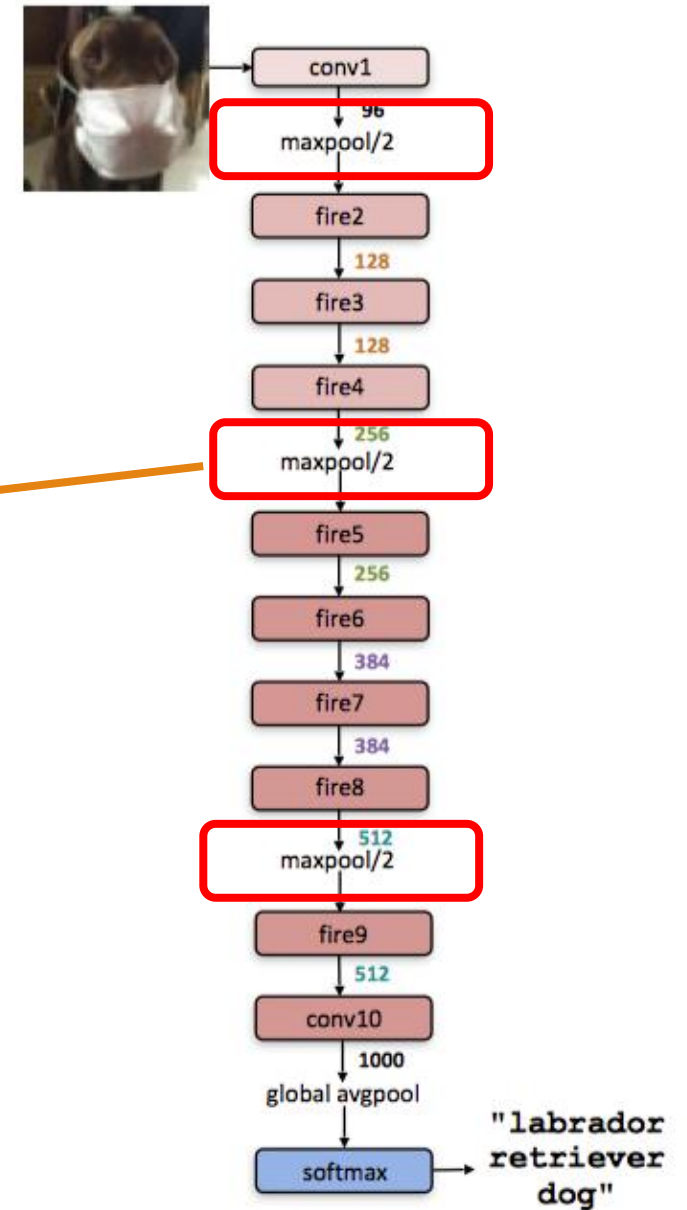 conv1
96
maxpool/2
fire2
128
fire3
128
fire4
256
maxpool/2
fire5
256
fire6
384
fire7
384
fire8
512
maxpool/2
fire9
512
conv10
1000
global avgpool
softmax
"labrador
retriever
dog"